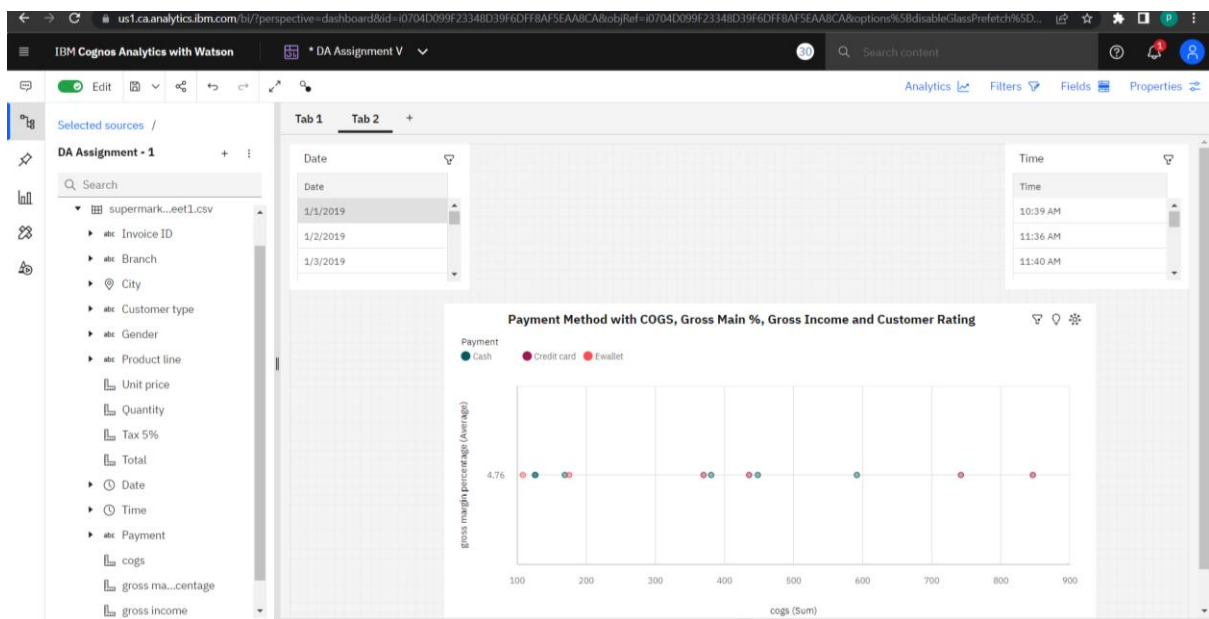 us1.ca.analytics.ibm.com/bi/?perspective=dashboard&id=i0704D099F23348D39F6DFF8AF5EAA8CA&objRef=i0704D099F23348D39F6DFF8AF5EAA8CA&options%5BdisableGlassPrefetch%5D... P
IBM Cognos Analytics with Watson * DA Assignment V 30 Search content
Edit Analytics Filters Fields Properties
Selected sources / Tab 1 Tab 2 +
DA Assignment - 1 + Date Time
Search Date Time
supermark...eet1.csv 1/1/2019 10:39 AM
abc Invoice ID 1/2/2019 11:36 AM
abc Branch 1/3/2019 11:40 AM
City
abc Customer type
Payment Method with COGS, Gross Main %, Gross Income and Customer Rating
abc Gender
Payment
Cash Credit card Ewallet
abc Product line
Unit price
Quantity
Tax 5%
Total
Date
Time
abc Payment
cogs
gross ma...centage
gross income
gross margin percentage (Average)
4.76
100 200 300 400 500 600 700 800 900
cogs (Sum)